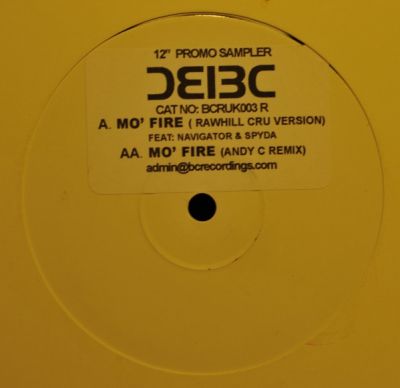 12" PROMO SAMPLER
DEIBC
CAT NO: BCRUK003 R
A. MO' FIRE ( RAWHILL CRU VERSION)
FEAT: NAVIGATOR & SPYDA
AA. MO' FIRE (ANDY C REMIX)
admin@bcrecordings.com